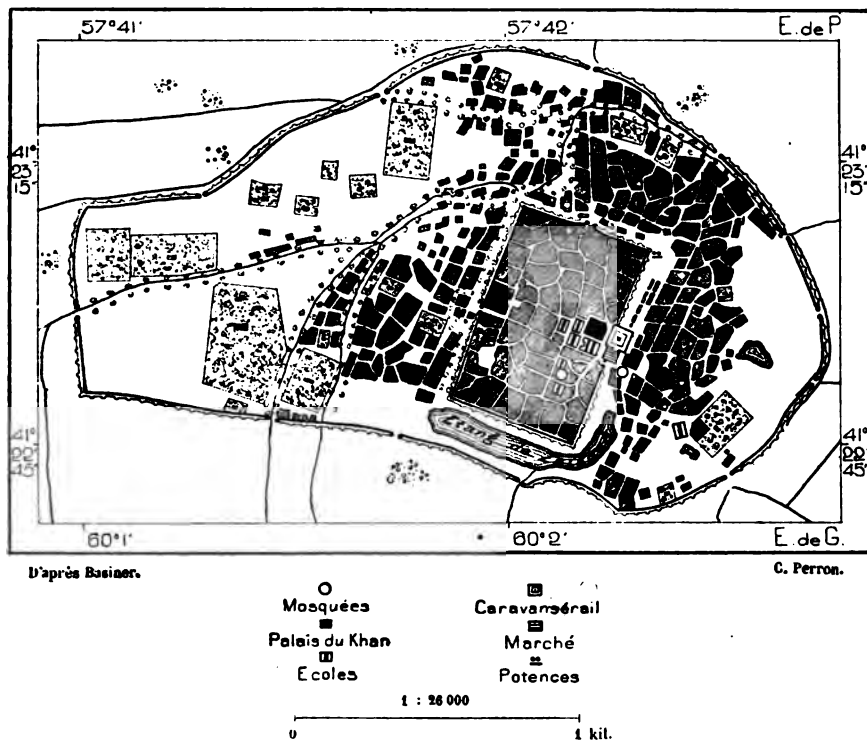 57°41' 57°42' E. de P
41° 23' 15" 41° 23' 15"
Etang
41° 22' 45" 41° 22' 45"
60°1' 60°2' E. de G.
D'après Basiner. C. Perron.
Mosquées Caravansérail
Palais du Khan Marché
Ecoles Potences
1 : 26 000
0 1 kil.